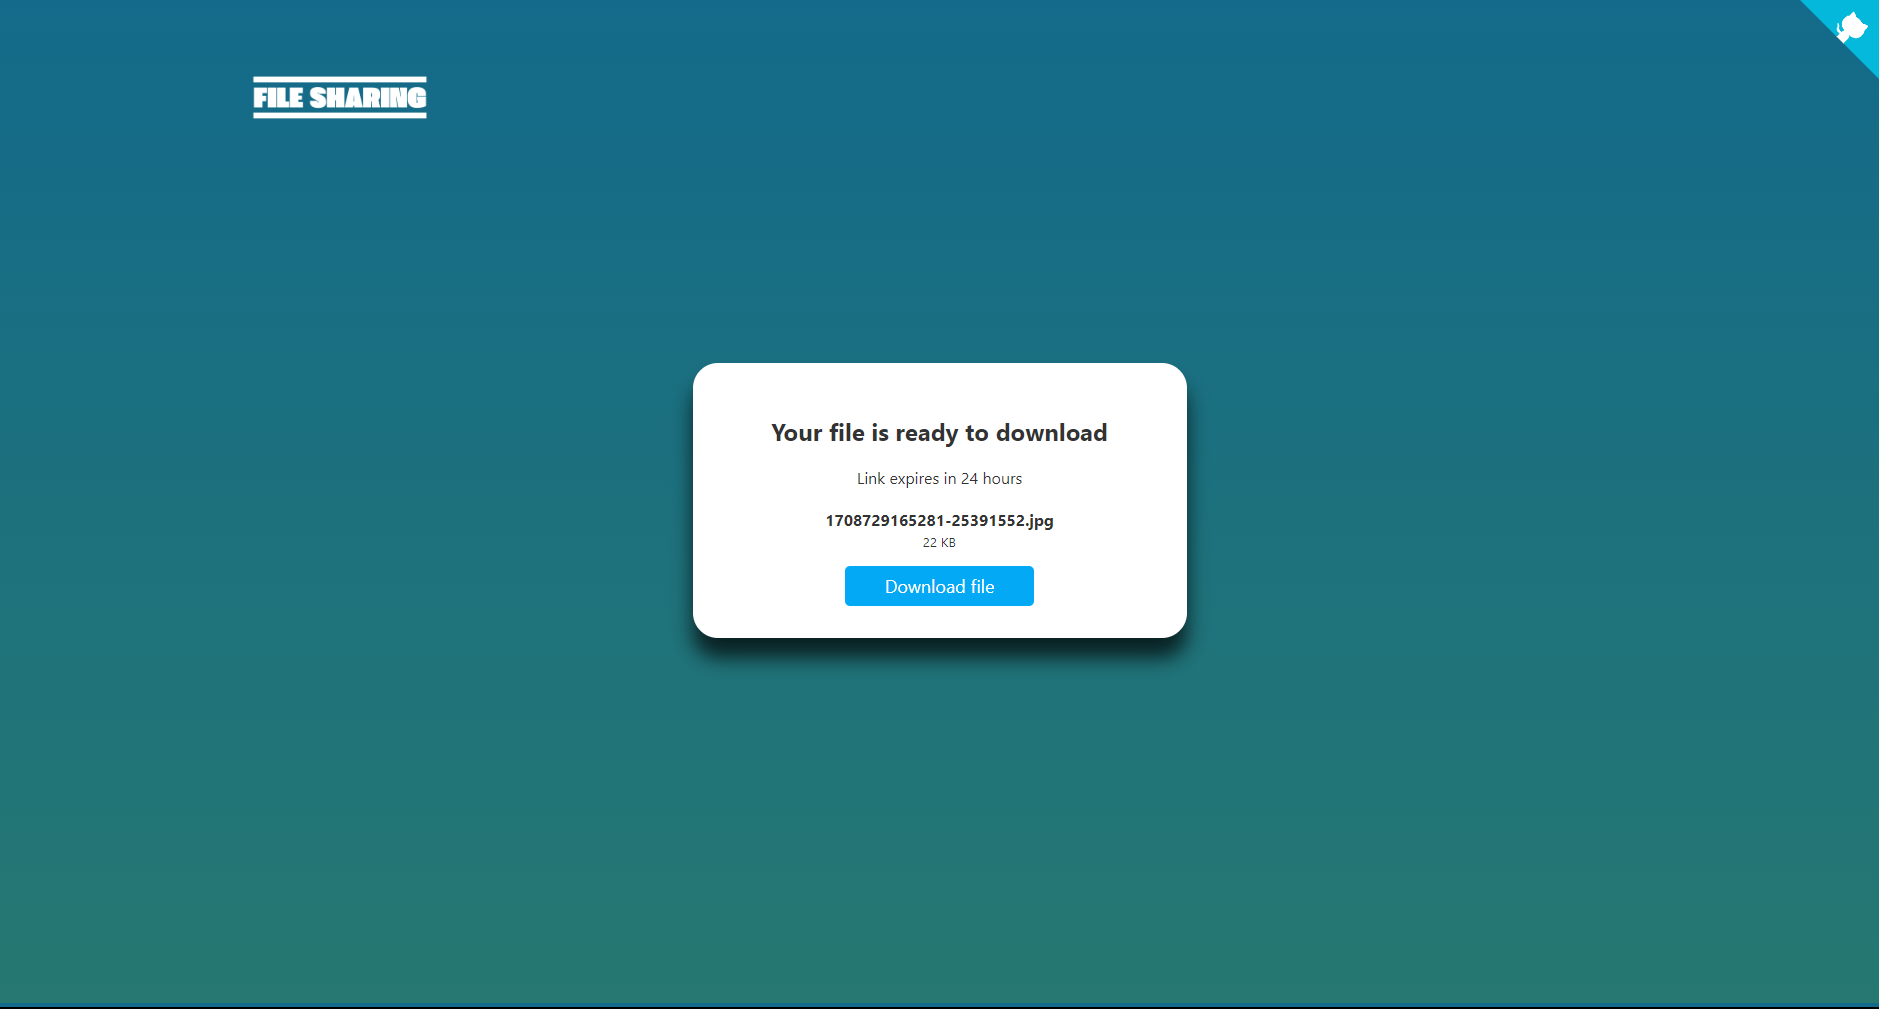 FILE SHARING
Your file is ready to download
Link expires in 24 hours
1708729165281-25391552.jpg
22 KB
Download file